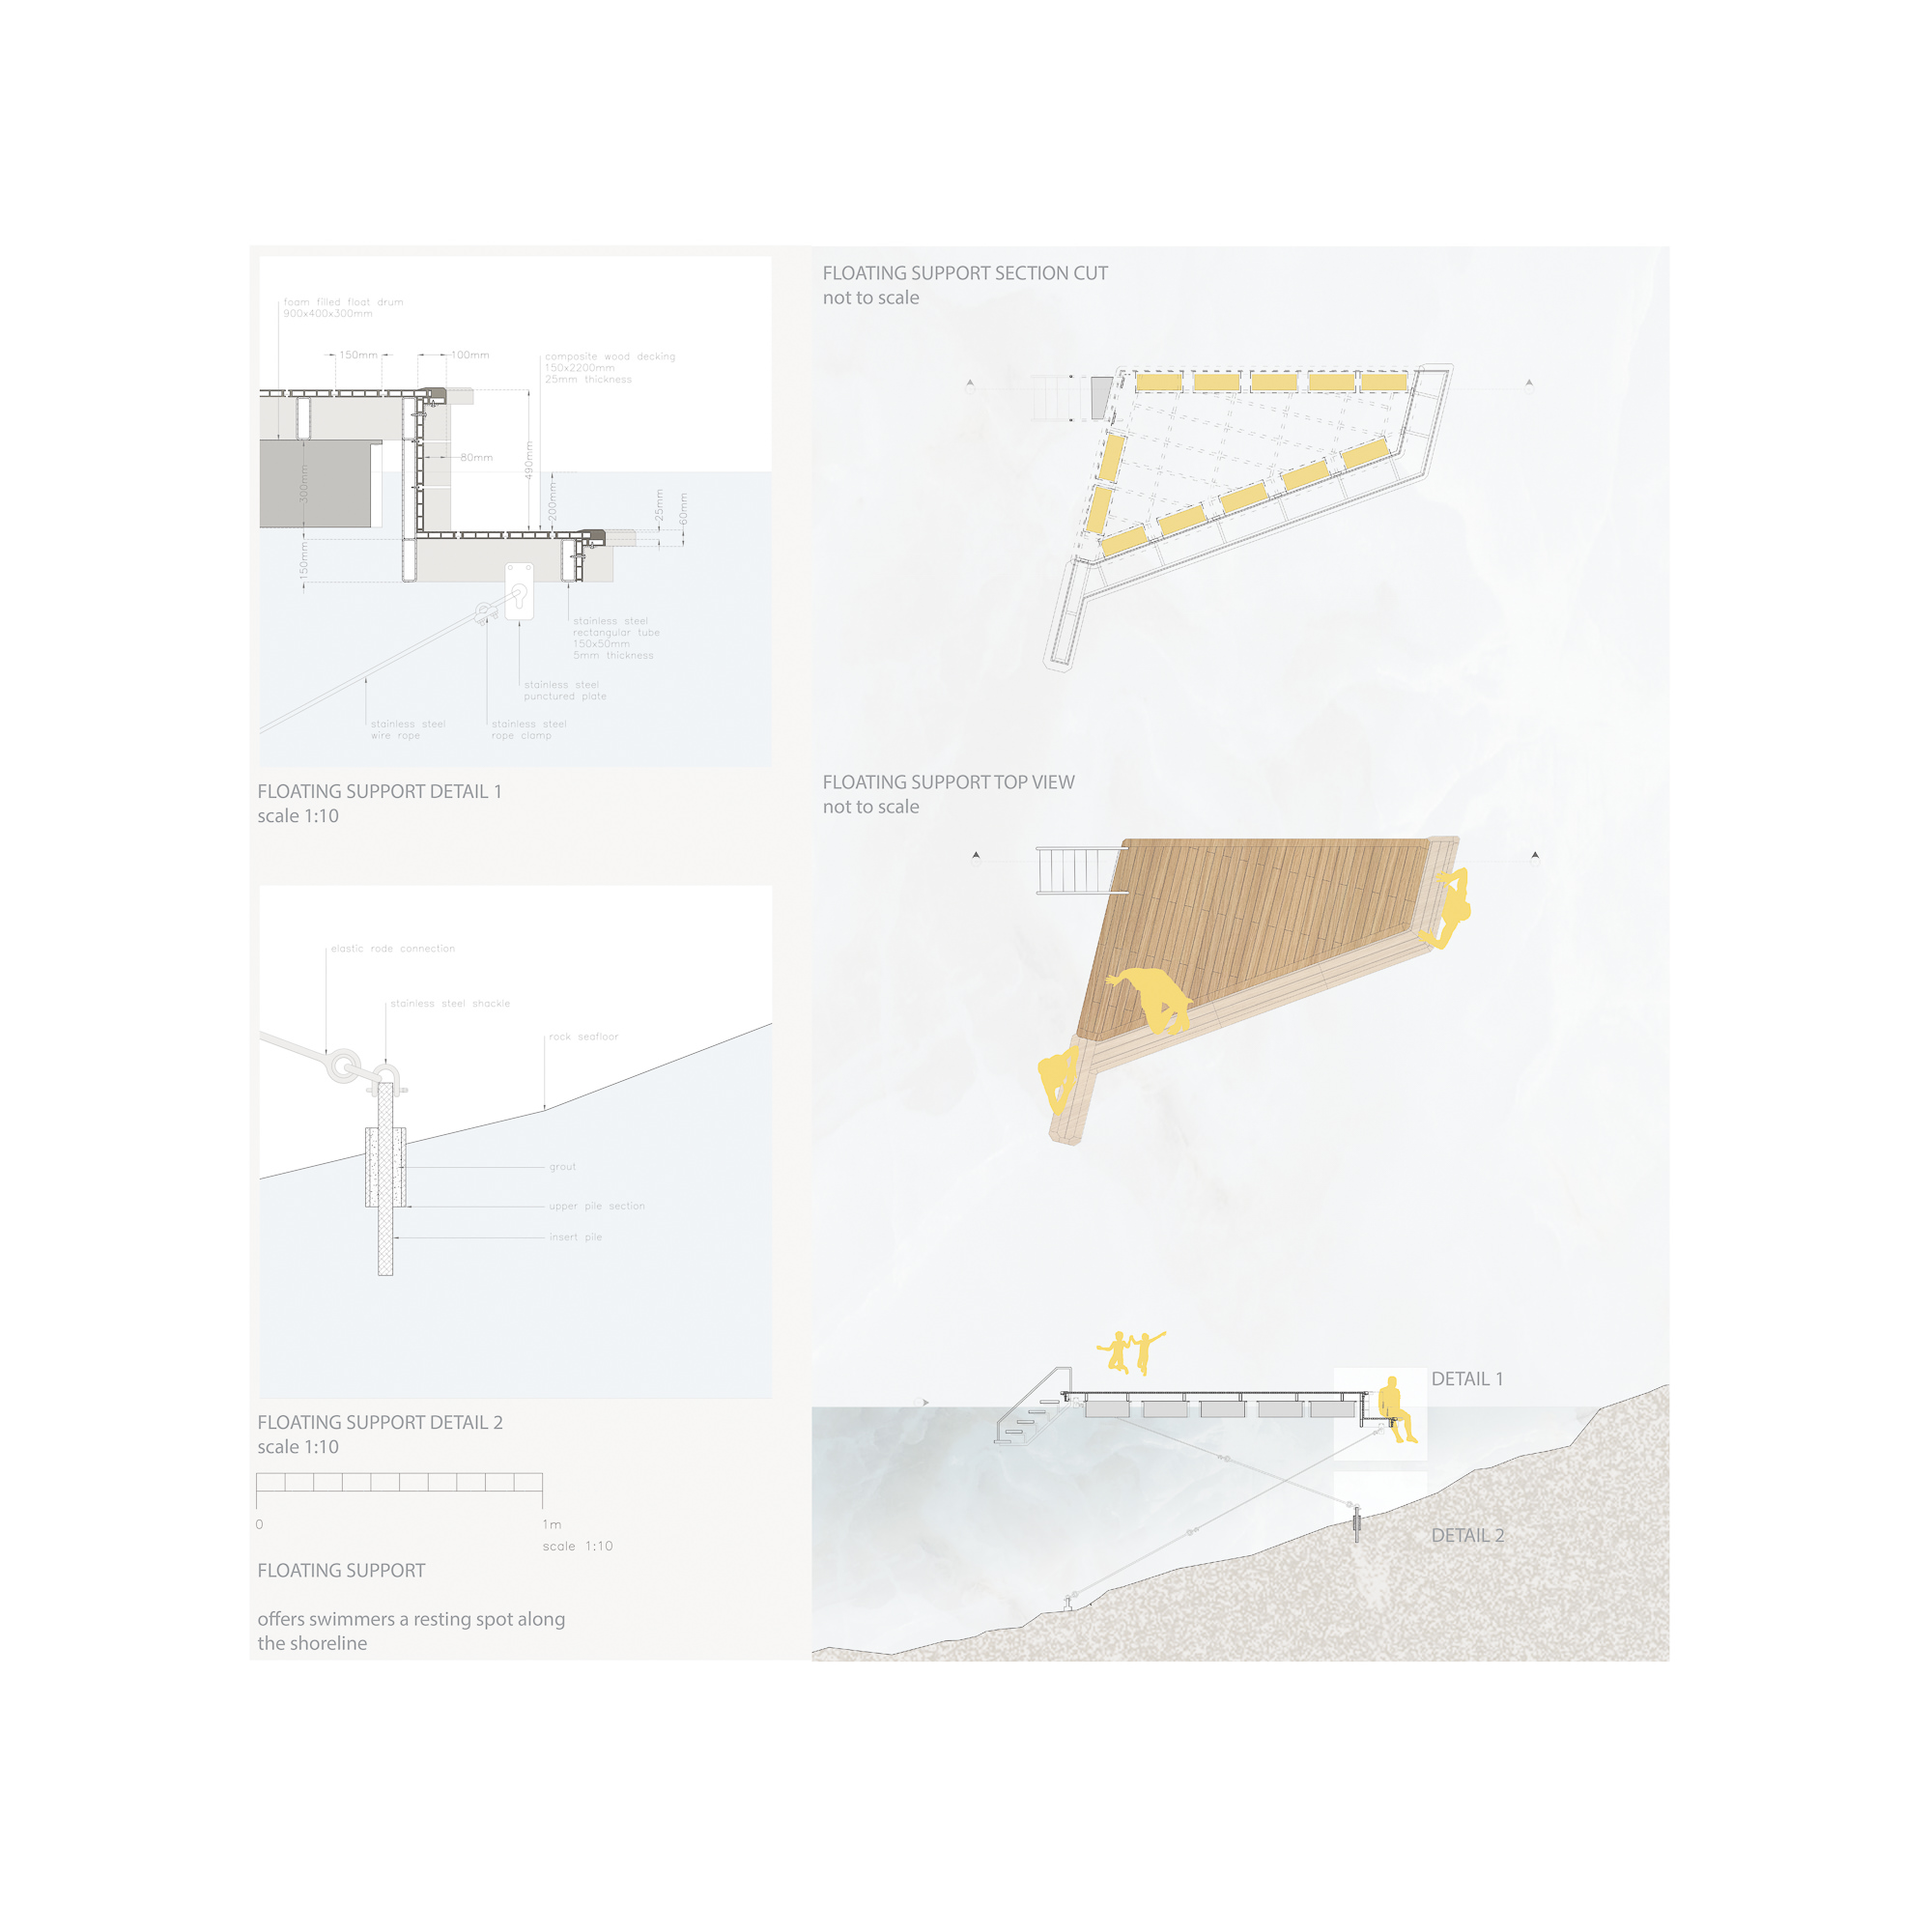 foam filled float drum
900x400x300mm
150mm
100mm
composite wood decking
150x2200mm
25mm thickness
80mm
490mm
300mm
200mm
25mm
60mm
150mm
stainless steel
rectangular tube
150x50mm
5mm thickness
stainless steel
punctured plate
stainless steel
wire rope
stainless steel
rope clamp
FLOATING SUPPORT DETAIL 1
scale 1:10
elastic rode connection
stainless steel shackle
rock seafloor
grout
upper pile section
insert pile
FLOATING SUPPORT DETAIL 2
scale 1:10
0
1m
scale 1:10
FLOATING SUPPORT
offers swimmers a resting spot along
the shoreline
FLOATING SUPPORT SECTION CUT
not to scale
FLOATING SUPPORT TOP VIEW
not to scale
DETAIL 1
DETAIL 2